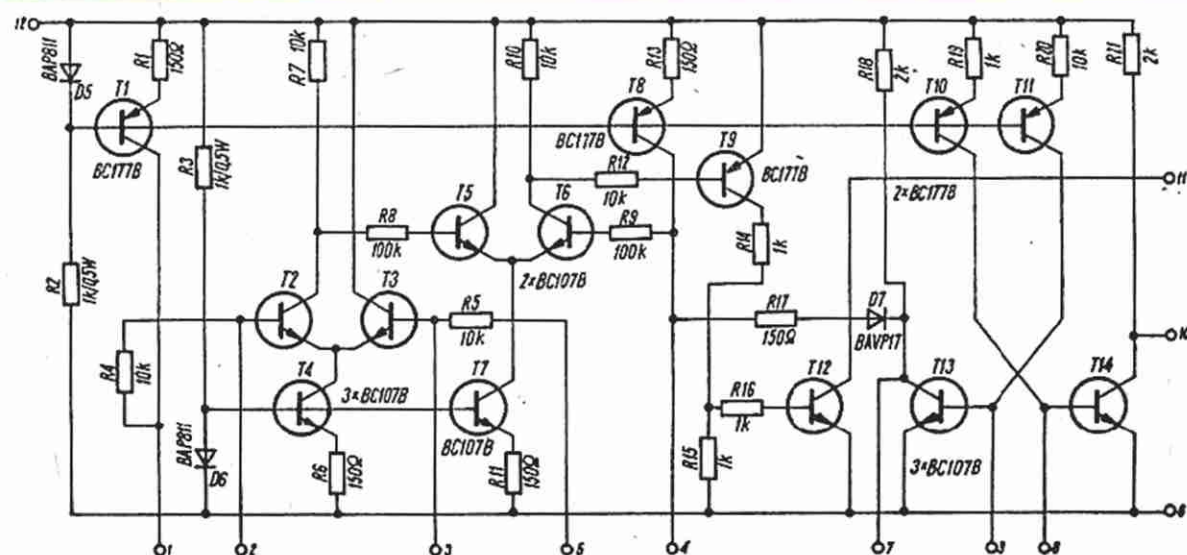 12
BAP811
D5
R1
150Ω
T1
BC177B
R2
1k/0,5W
R3
1k/0,5W
R4
10k
BAP811
D6
R7
10k
T2
T3
T4
3×BC107B
R6
150Ω
R8
100k
T5
R5
10k
T7
BC107B
R11
150Ω
R10
10k
T6
2×BC107B
R9
100k
R12
10k
T8
BC177B
R13
150Ω
T9
BC177B
R14
1k
R15
1k
R16
1k
R17
150Ω
D7
BAVP17
T12
T13
3×BC107B
T14
R18
2k
R19
1k
T10
T11
2×BC177B
R20
10k
R21
2k
11
10
6
1
2
3
5
4
7
9
8